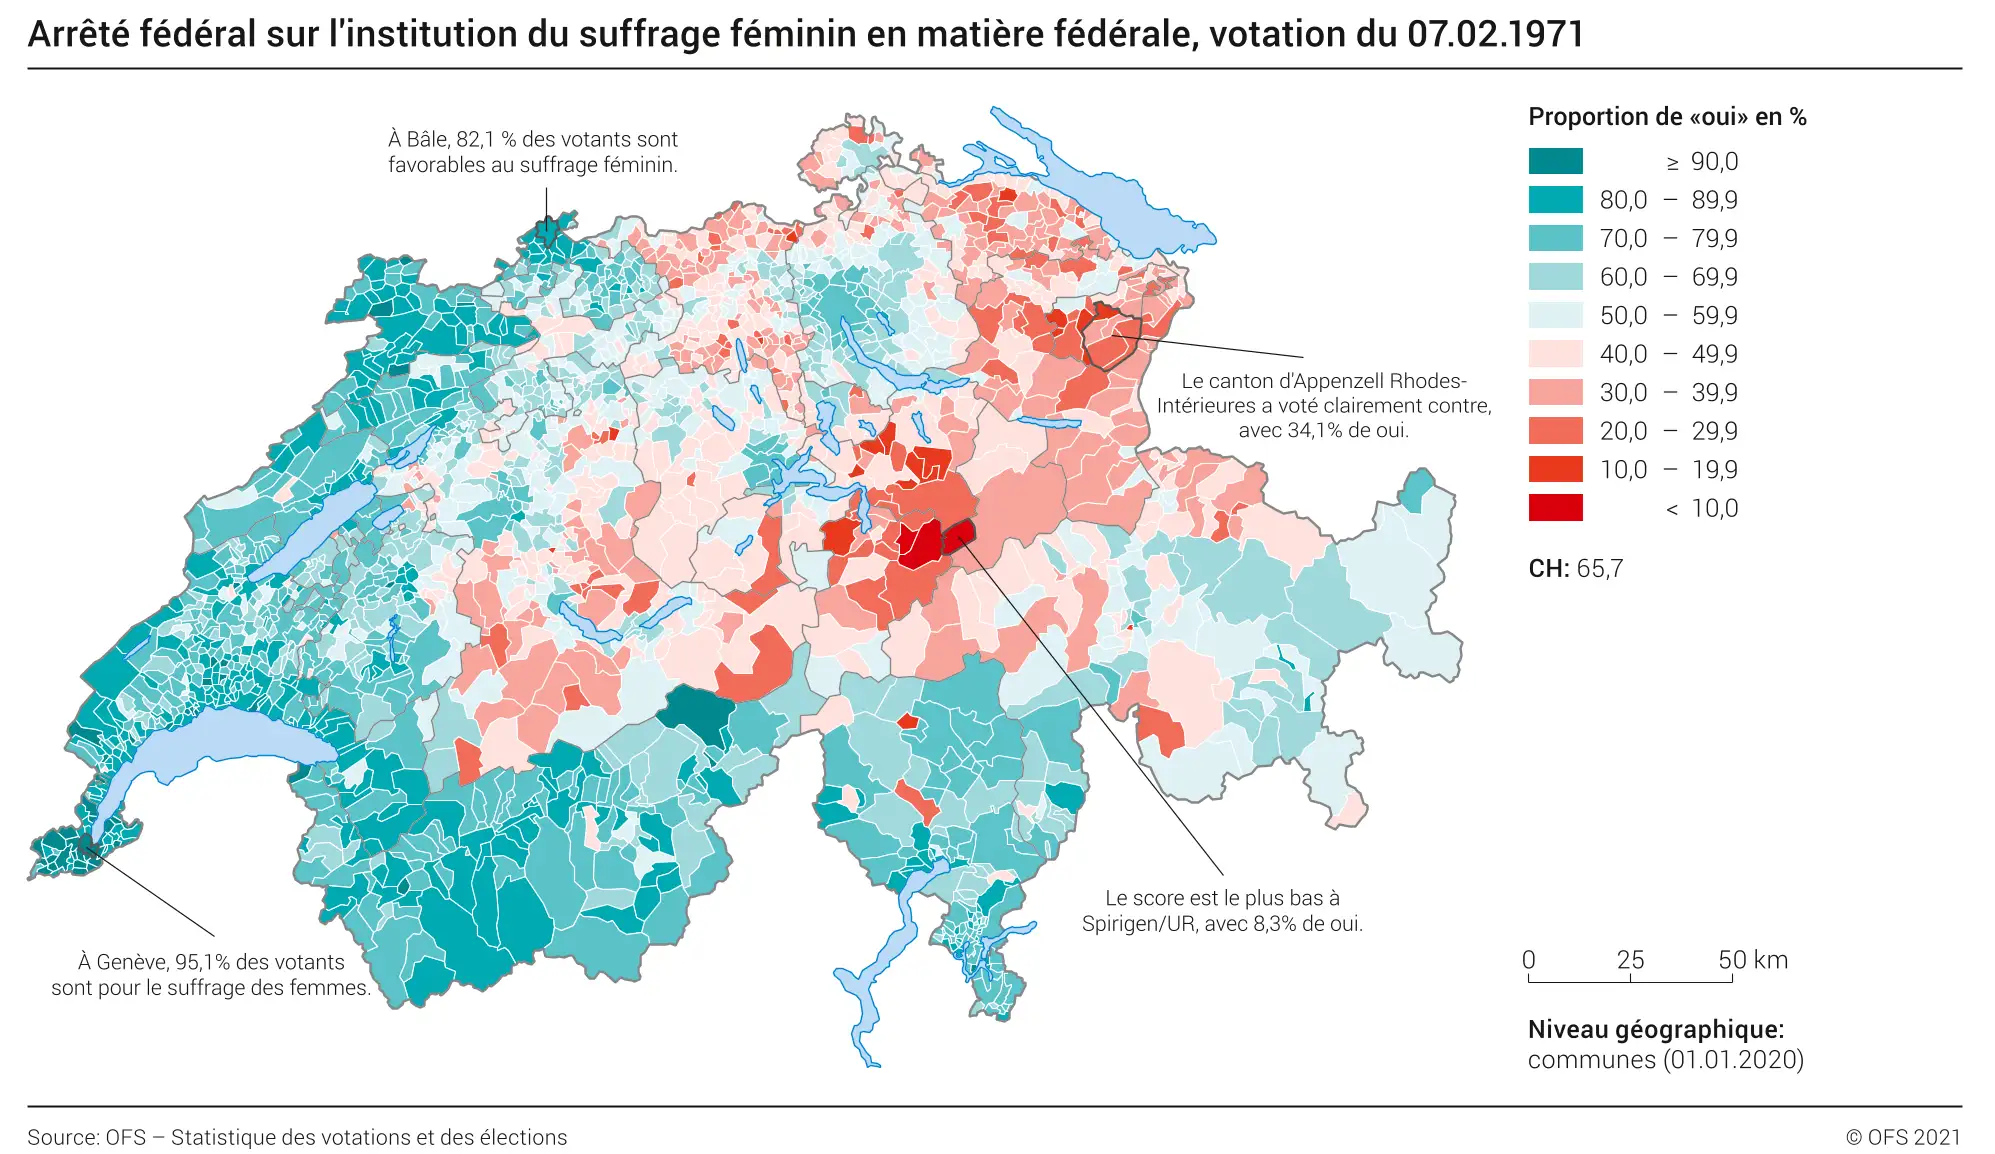 Arrêté fédéral sur l'institution du suffrage féminin en matière fédérale, votation du 07.02.1971
À Bâle, 82,1 % des votants sont
favorables au suffrage féminin.
Le canton d'Appenzell Rhodes-
Intérieures a voté clairement contre,
avec 34,1% de oui.
Le score est le plus bas à
Spirigen/UR, avec 8,3% de oui.
À Genève, 95,1% des votants
sont pour le suffrage des femmes.
Proportion de «oui» en %
≥ 90,0
80,0 – 89,9
70,0 – 79,9
60,0 – 69,9
50,0 – 59,9
40,0 – 49,9
30,0 – 39,9
20,0 – 29,9
10,0 – 19,9
< 10,0
CH: 65,7
0 25 50 km
Niveau géographique:
communes (01.01.2020)
Source: OFS – Statistique des votations et des élections
© OFS 2021